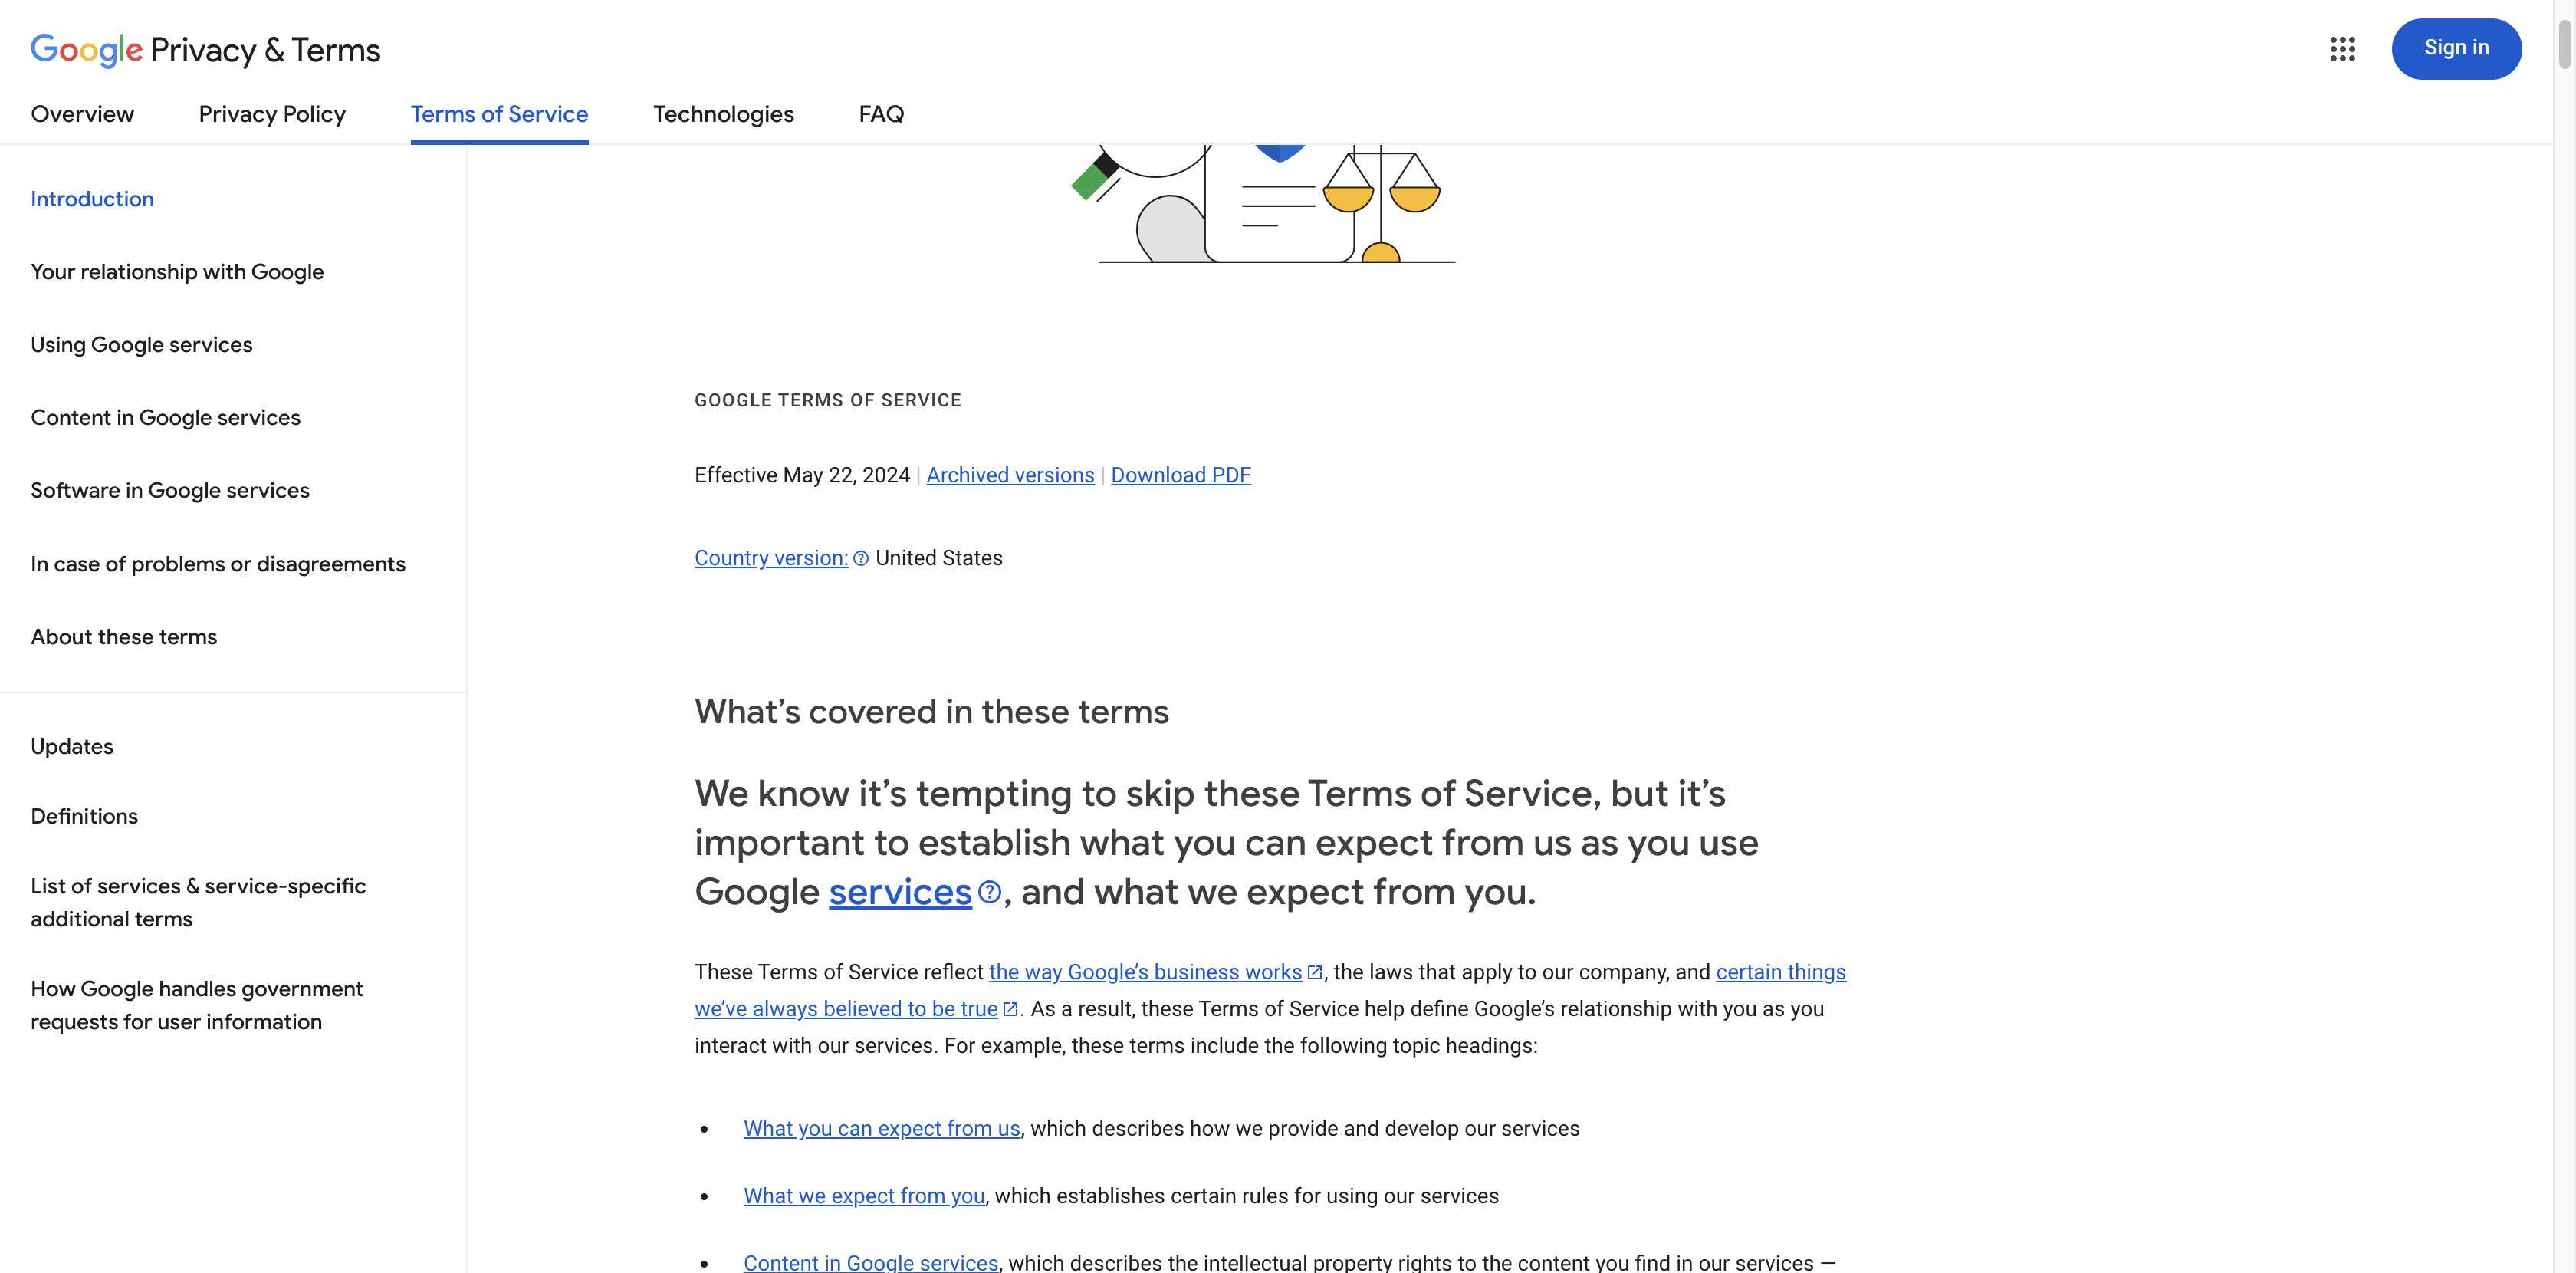 Google Privacy & Terms
Sign in
Overview
Privacy Policy
Terms of Service
Technologies
FAQ
Introduction
Your relationship with Google
Using Google services
Content in Google services
Software in Google services
In case of problems or disagreements
About these terms
Updates
Definitions
List of services & service-specific
additional terms
How Google handles government
requests for user information
GOOGLE TERMS OF SERVICE
Effective May 22, 2024 | Archived versions | Download PDF
Country version: United States
What’s covered in these terms
We know it’s tempting to skip these Terms of Service, but it’s
important to establish what you can expect from us as you use
Google services, and what we expect from you.
These Terms of Service reflect the way Google’s business works, the laws that apply to our company, and certain things
we’ve always believed to be true. As a result, these Terms of Service help define Google’s relationship with you as you
interact with our services. For example, these terms include the following topic headings:
• What you can expect from us, which describes how we provide and develop our services
• What we expect from you, which establishes certain rules for using our services
• Content in Google services, which describes the intellectual property rights to the content you find in our services —